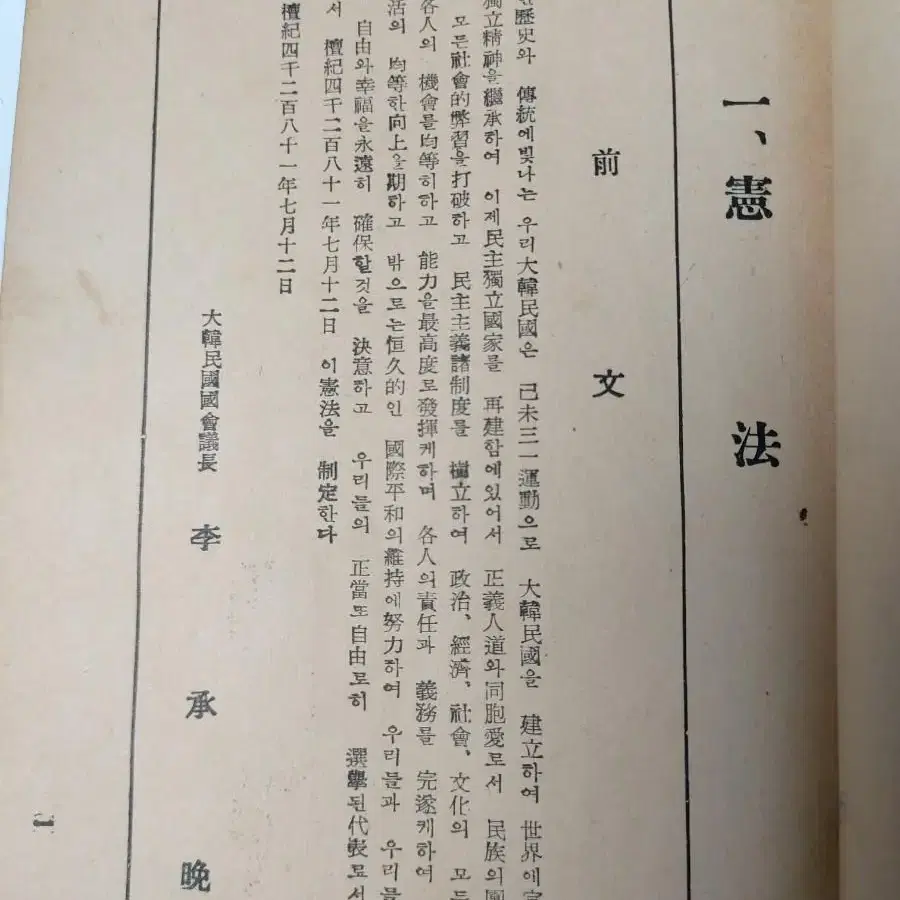 一、憲 法
前 文
歷史와 傳統에빛나는 우리大韓民國은 己未三一運動으로 大韓民國을 建立하여 世界에
獨立精神을繼承하여 이제民主獨立國家를 再建함에있어서 正義人道와同胞愛로서 民族의團
모든社會的弊習을打破하고 民主主義諸制度를 樹立하여 政治、經濟、社會、文化의 모든
各人의 機會를均等히하고 能力을最高度로發揮케하며 各人의責任과 義務를 完遂케하여
活의 均等한向上을期하고 밖으로는恒久的인 國際平和의維持에努力하여 우리들과 우리들
自由와幸福을永遠히 確保할것을 決意하고 우리들의 正當또自由로히 選擧된代表로서
서 檀紀四千二百八十一年七月十二日 이憲法을 制定한다
檀紀四千二百八十一年七月十二日
大韓民國國會議長 李 承 晩
一